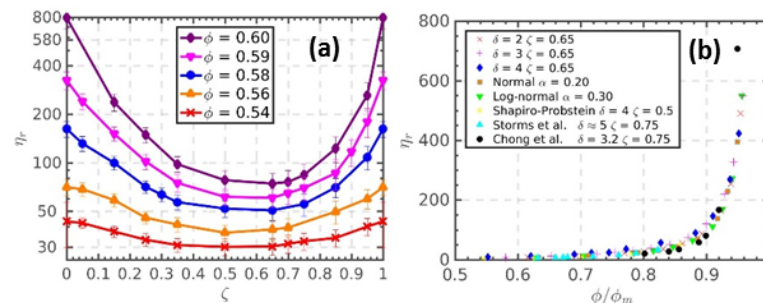 (a)
ϕ = 0.60
ϕ = 0.59
ϕ = 0.58
ϕ = 0.56
ϕ = 0.54
ηr
800
580
400
200
100
50
30
0 0.1 0.2 0.3 0.4 0.5 0.6 0.7 0.8 0.9 1
ζ
(b)
δ = 2 ζ = 0.65
δ = 3 ζ = 0.65
δ = 4 ζ = 0.65
Normal α = 0.20
Log-normal α = 0.30
Shapiro-Probstein δ = 4 ζ = 0.5
Storms et al. δ ≈ 5 ζ = 0.75
Chong et al. δ = 3.2 ζ = 0.75
ηr
800
600
400
200
0
0.5 0.6 0.7 0.8 0.9 1
ϕ/ϕm